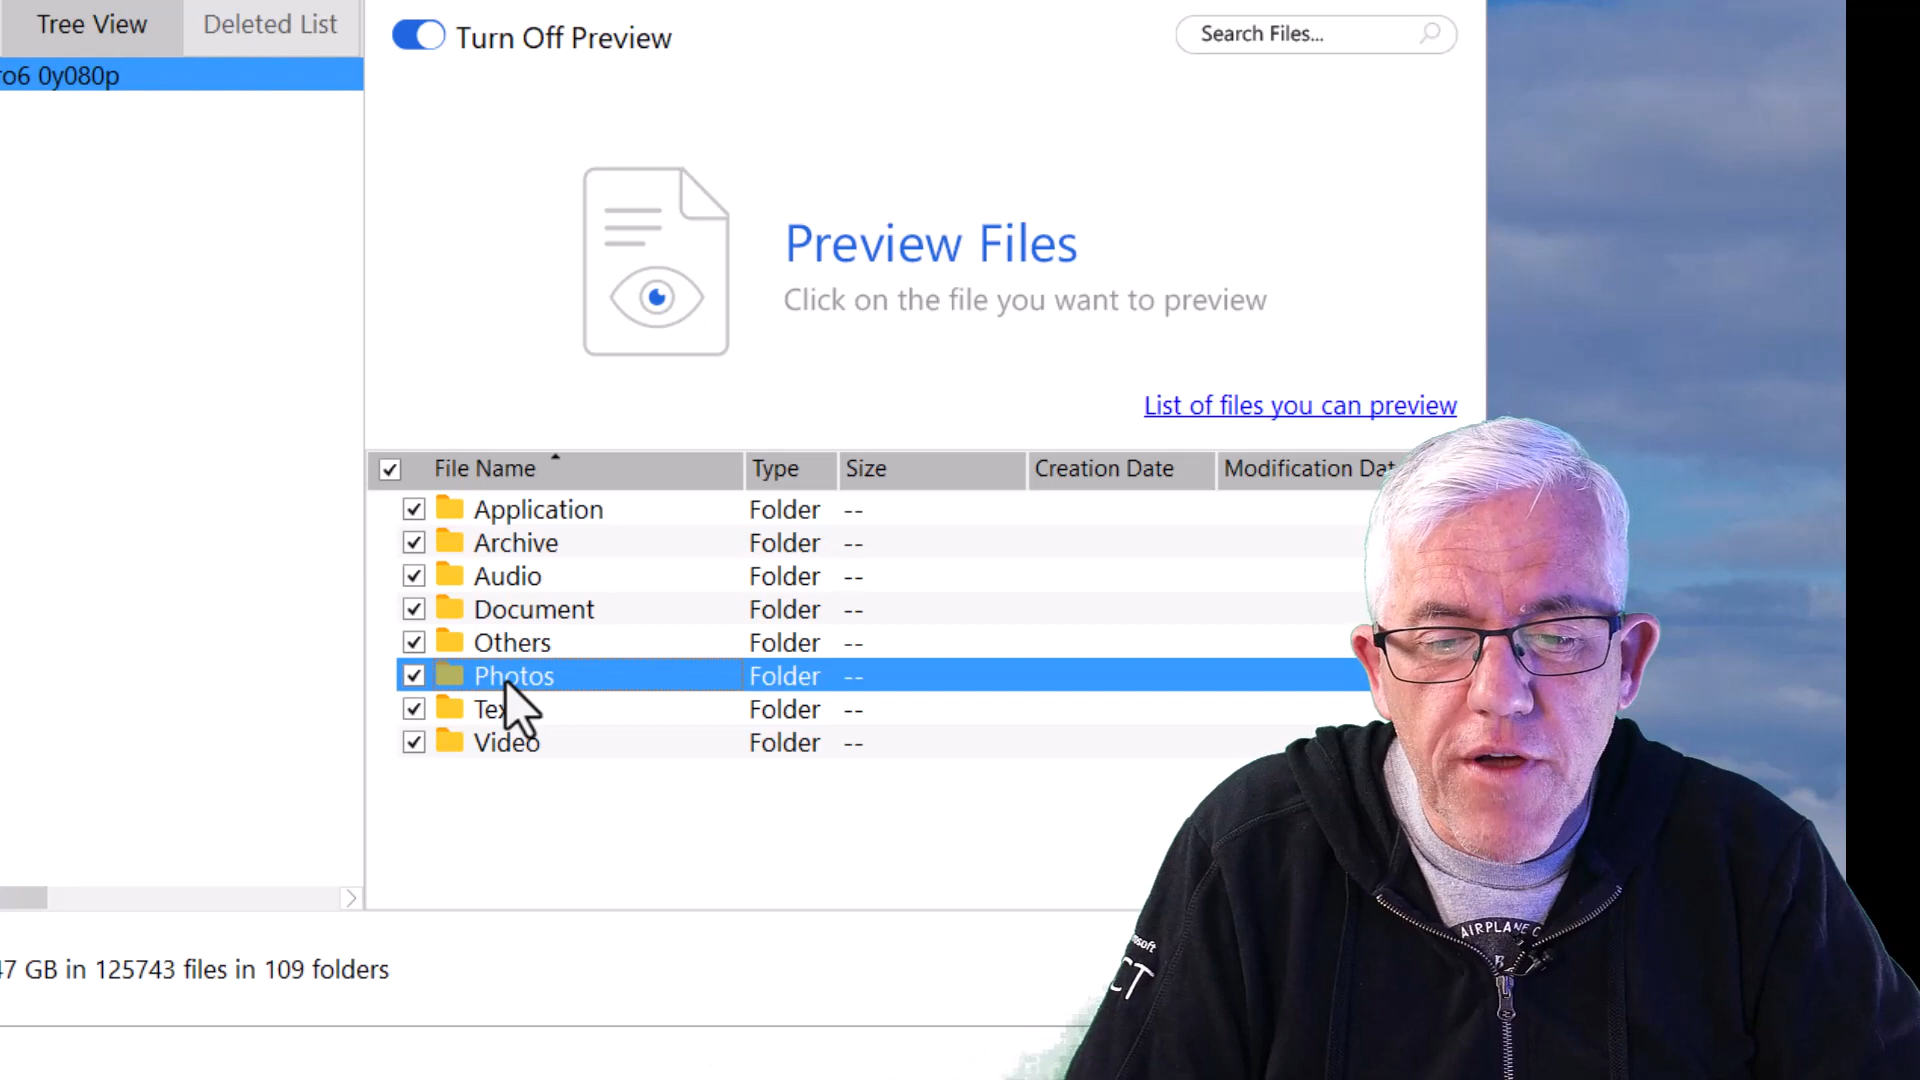 Tree View
Deleted List
Turn Off Preview
Search Files...
ro6 0y080p
Preview Files
Click on the file you want to preview
List of files you can preview
File Name
Type
Size
Creation Date
Modification Dat
Application
Folder
--
Archive
Folder
--
Audio
Folder
--
Document
Folder
--
Others
Folder
--
Photos
Folder
--
Tex
Folder
--
Video
Folder
--
47 GB in 125743 files in 109 folders
AIRPLANE C
osoft
CT